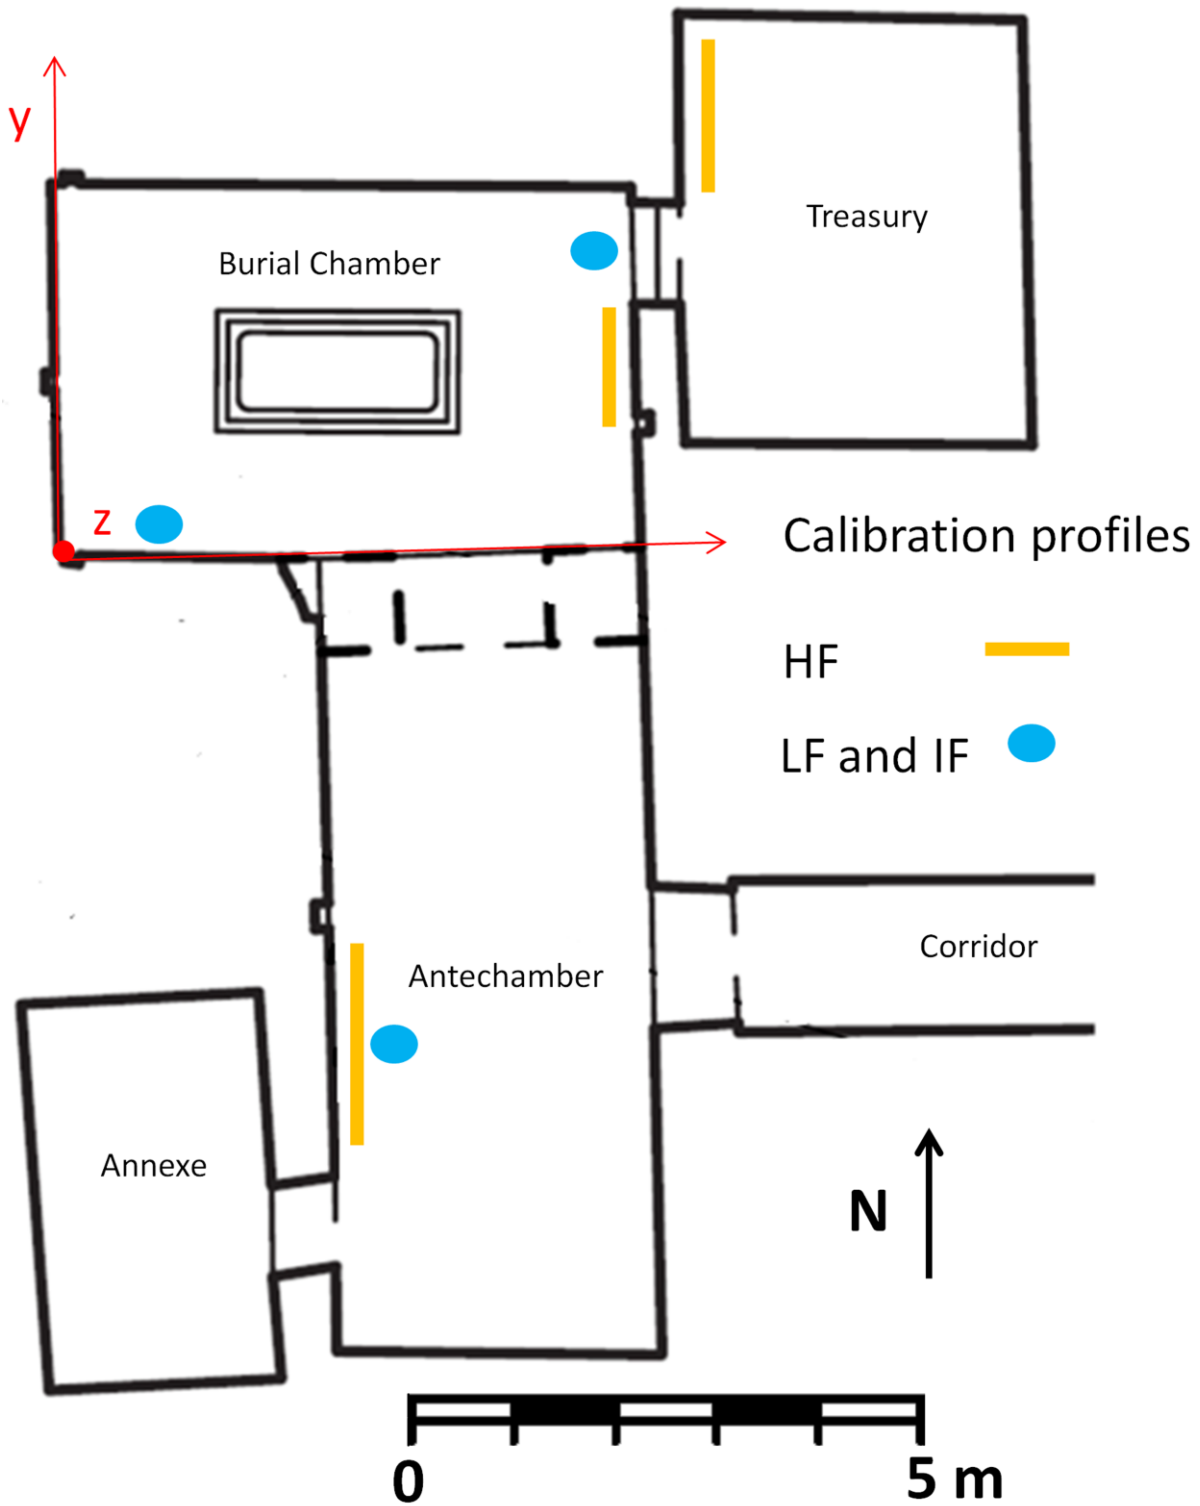 y
Treasury
Burial Chamber
z
Calibration profiles
HF
LF and IF
Corridor
Antechamber
Annexe
N
0
5 m